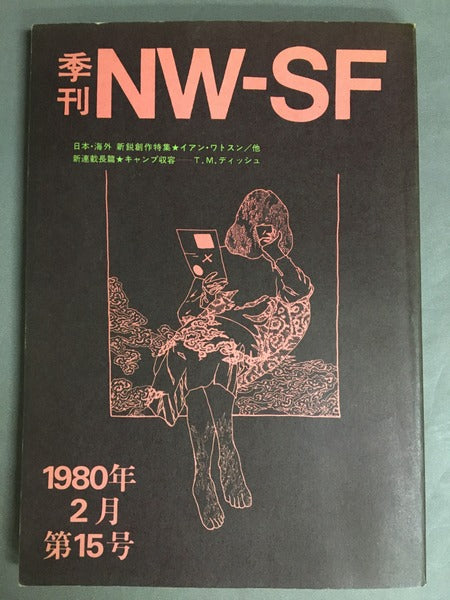 季刊 NW-SF
日本・海外 新鋭創作特集★イアン・ワトスン／他
新連載長篇★キャンプ収容──T.M.ディッシュ
1980年
2月
第15号